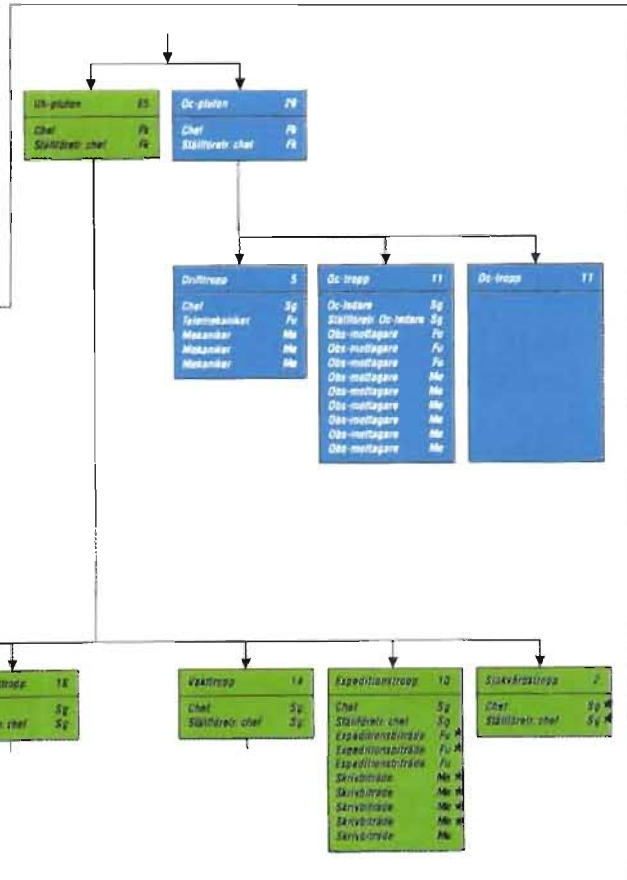 Uh-pluton
Chef Fk
Ställföretr. chef Fk
Oc-pluton
Chef Fk
Ställföretr. chef Fk
Drifttropp 5
Chef Sg
Telemekaniker Fu
Mekaniker Me
Mekaniker Me
Mekaniker Me
Oc-tropp 11
Oc-ledare Sg
Ställföretr. Oc-ledare Sg
Obs-mottagare Fu
Obs-mottagare Fu
Obs-mottagare Fu
Obs-mottagare Me
Obs-mottagare Me
Obs-mottagare Me
Obs-mottagare Me
Obs-mottagare Me
Obs-mottagare Me
Oc-tropp 11
Sg
chef Sg
Vakttropp 14
Chef Sg
Ställföretr. chef Sg
Expeditionstropp 10
Chef Sg
Ställföretr. chef Sg
Expeditionsbiträde Fu *
Expeditionsbiträde Fu *
Expeditionsbiträde Fu
Skrivbiträde Me *
Skrivbiträde Me *
Skrivbiträde Me *
Skrivbiträde Me *
Skrivbiträde Me
Sjukvårdstropp 2
Chef Sg *
Ställföretr. chef Sg *